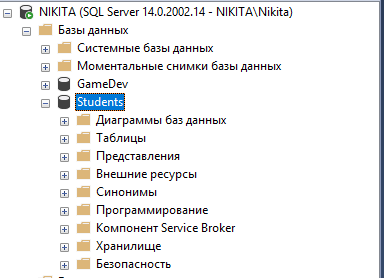 NIKITA (SQL Server 14.0.2002.14 - NIKITA\Nikita)
Базы данных
Системные базы данных
Моментальные снимки базы данных
GameDev
Students
Диаграммы баз данных
Таблицы
Представления
Внешние ресурсы
Синонимы
Программирование
Компонент Service Broker
Хранилище
Безопасность